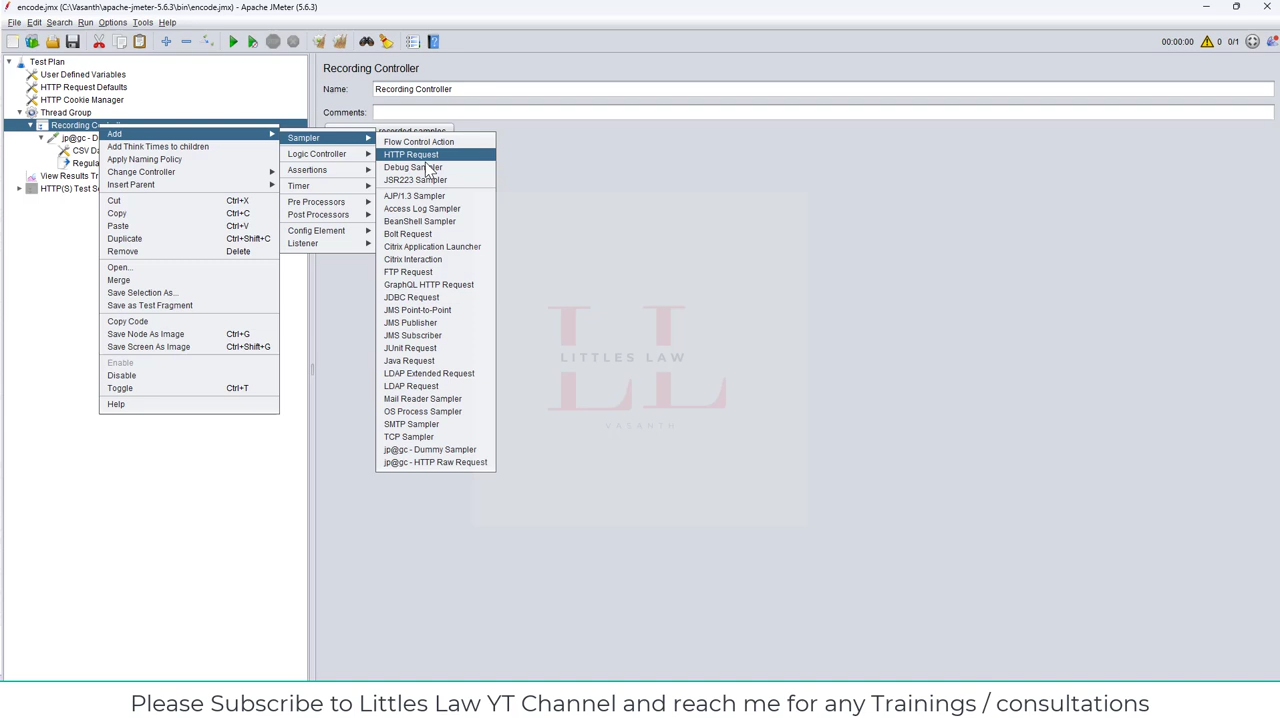 encode.jmx (C:\Vasanth\apache-jmeter-5.6.3\bin\encode.jmx) - Apache JMeter (5.6.3)
File Edit Search Run Options Tools Help
00:00:00 0 0/1
Test Plan
User Defined Variables
HTTP Request Defaults
HTTP Cookie Manager
Thread Group
Recording
jp@gc - D
CSV Da
Regula
View Results Tr
HTTP(S) Test S
Recording Controller
Name: Recording Controller
Comments:
recorded samples
Add
Add Think Times to children
Apply Naming Policy
Change Controller
Insert Parent
Cut Ctrl+X
Copy Ctrl+C
Paste Ctrl+V
Duplicate Ctrl+Shift+C
Remove Delete
Open...
Merge
Save Selection As...
Save as Test Fragment
Copy Code
Save Node As Image Ctrl+G
Save Screen As Image Ctrl+Shift+G
Enable
Disable
Toggle Ctrl+T
Help
Sampler
Logic Controller
Assertions
Timer
Pre Processors
Post Processors
Config Element
Listener
Flow Control Action
HTTP Request
Debug Sampler
JSR223 Sampler
AJP/1.3 Sampler
Access Log Sampler
BeanShell Sampler
Bolt Request
Citrix Application Launcher
Citrix Interaction
FTP Request
GraphQL HTTP Request
JDBC Request
JMS Point-to-Point
JMS Publisher
JMS Subscriber
JUnit Request
Java Request
LDAP Extended Request
LDAP Request
Mail Reader Sampler
OS Process Sampler
SMTP Sampler
TCP Sampler
jp@gc - Dummy Sampler
jp@gc - HTTP Raw Request
LITTLES LAW
VASANTH
Please Subscribe to Littles Law YT Channel and reach me for any Trainings / consultations